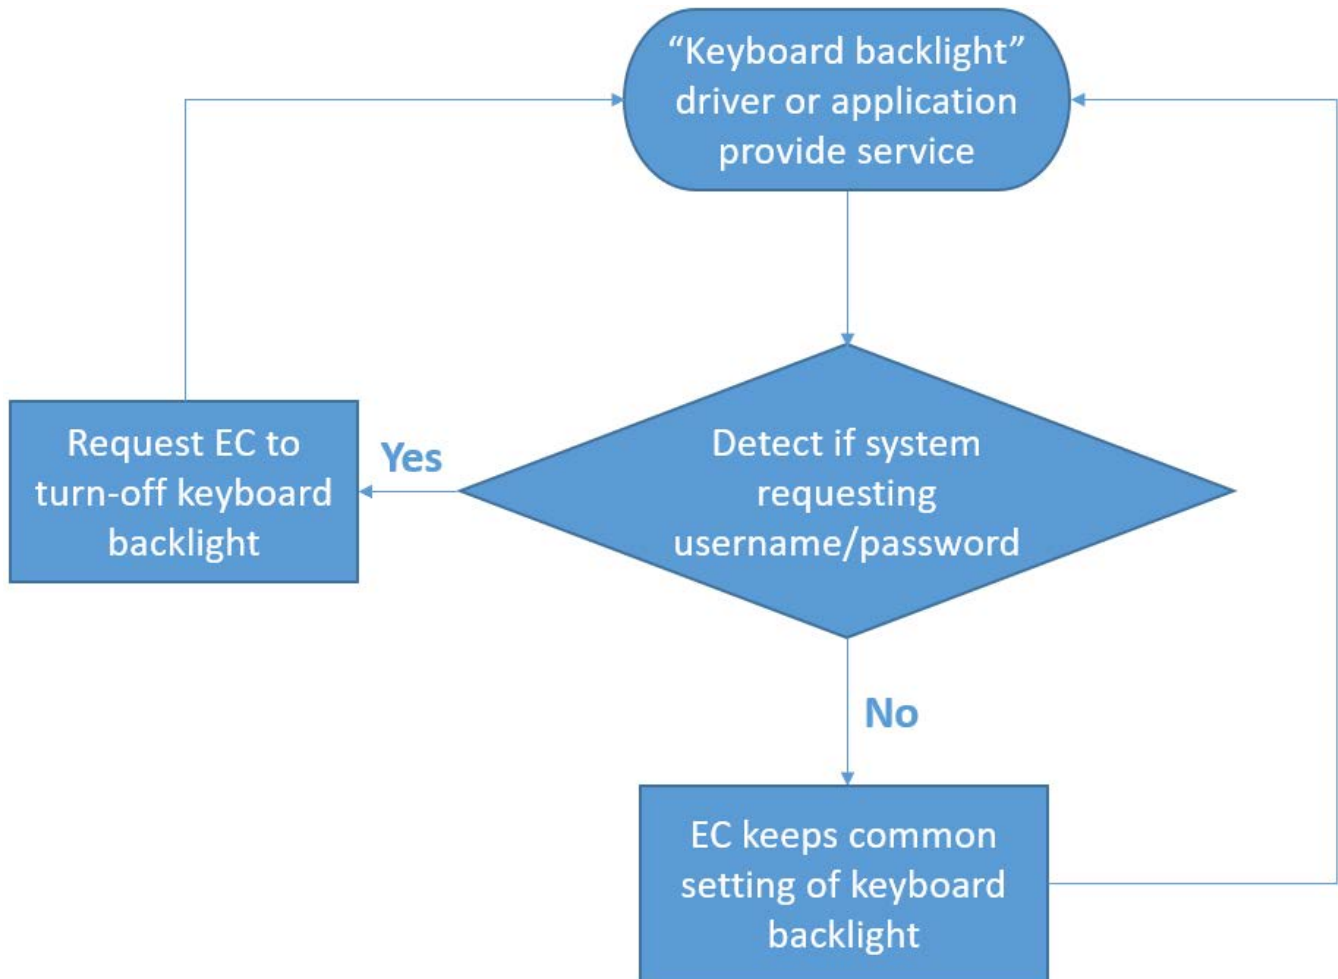 “Keyboard backlight”
driver or application
provide service
Request EC to
turn-off keyboard
backlight
Yes
Detect if system
requesting
username/password
No
EC keeps common
setting of keyboard
backlight